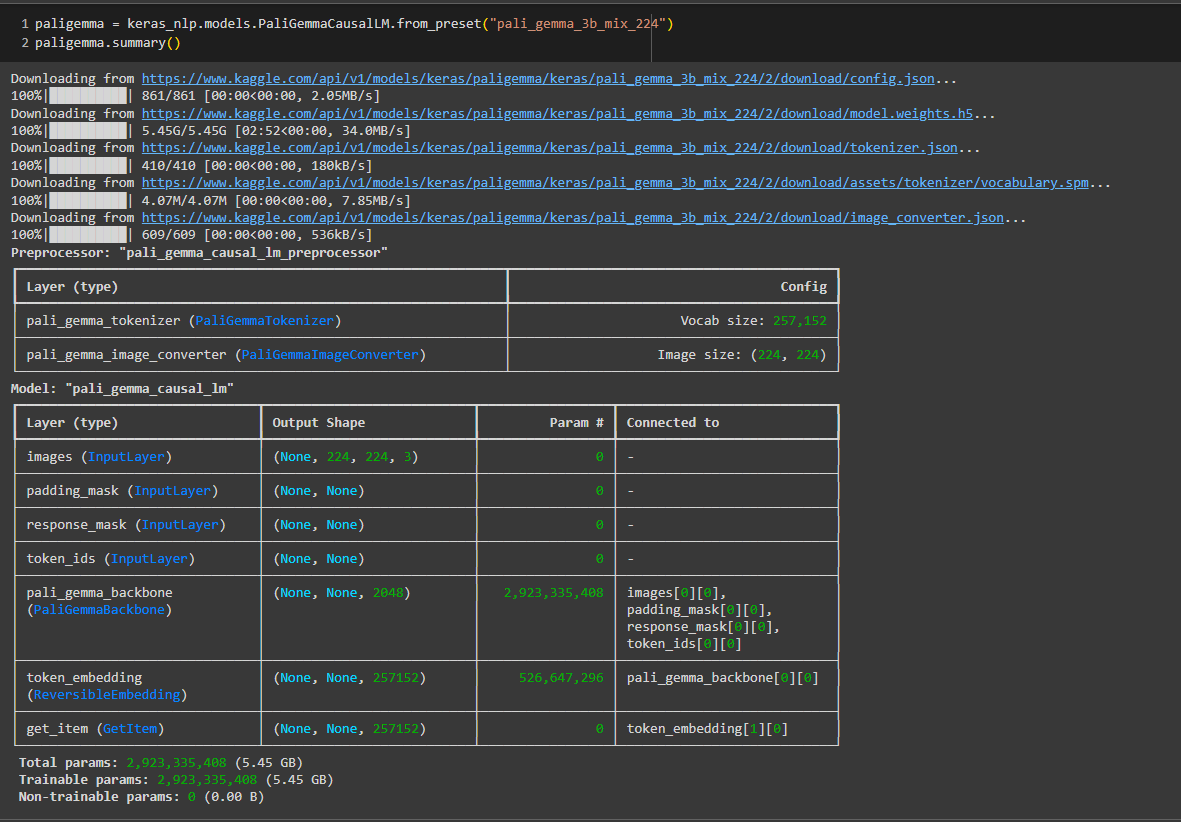 1 paligemma = keras_nlp.models.PaliGemmaCausalLM.from_preset("pali_gemma_3b_mix_224")
2 paligemma.summary()
Downloading from https://www.kaggle.com/api/v1/models/keras/paligemma/keras/pali_gemma_3b_mix_224/2/download/config.json...
100%|██████████| 861/861 [00:00<00:00, 2.05MB/s]
Downloading from https://www.kaggle.com/api/v1/models/keras/paligemma/keras/pali_gemma_3b_mix_224/2/download/model.weights.h5...
100%|██████████| 5.45G/5.45G [02:52<00:00, 34.0MB/s]
Downloading from https://www.kaggle.com/api/v1/models/keras/paligemma/keras/pali_gemma_3b_mix_224/2/download/tokenizer.json...
100%|██████████| 410/410 [00:00<00:00, 180kB/s]
Downloading from https://www.kaggle.com/api/v1/models/keras/paligemma/keras/pali_gemma_3b_mix_224/2/download/assets/tokenizer/vocabulary.spm...
100%|██████████| 4.07M/4.07M [00:00<00:00, 7.85MB/s]
Downloading from https://www.kaggle.com/api/v1/models/keras/paligemma/keras/pali_gemma_3b_mix_224/2/download/image_converter.json...
100%|██████████| 609/609 [00:00<00:00, 536kB/s]
Preprocessor: "pali_gemma_causal_lm_preprocessor"
Layer (type) Config
pali_gemma_tokenizer (PaliGemmaTokenizer) Vocab size: 257,152
pali_gemma_image_converter (PaliGemmaImageConverter) Image size: (224, 224)
Model: "pali_gemma_causal_lm"
Layer (type) Output Shape Param # Connected to
images (InputLayer) (None, 224, 224, 3) 0 -
padding_mask (InputLayer) (None, None) 0 -
response_mask (InputLayer) (None, None) 0 -
token_ids (InputLayer) (None, None) 0 -
pali_gemma_backbone (None, None, 2048) 2,923,335,408 images[0][0],
(PaliGemmaBackbone) padding_mask[0][0],
response_mask[0][0],
token_ids[0][0]
token_embedding (None, None, 257152) 526,647,296 pali_gemma_backbone[0][0]
(ReversibleEmbedding)
get_item (GetItem) (None, None, 257152) 0 token_embedding[1][0]
Total params: 2,923,335,408 (5.45 GB)
Trainable params: 2,923,335,408 (5.45 GB)
Non-trainable params: 0 (0.00 B)